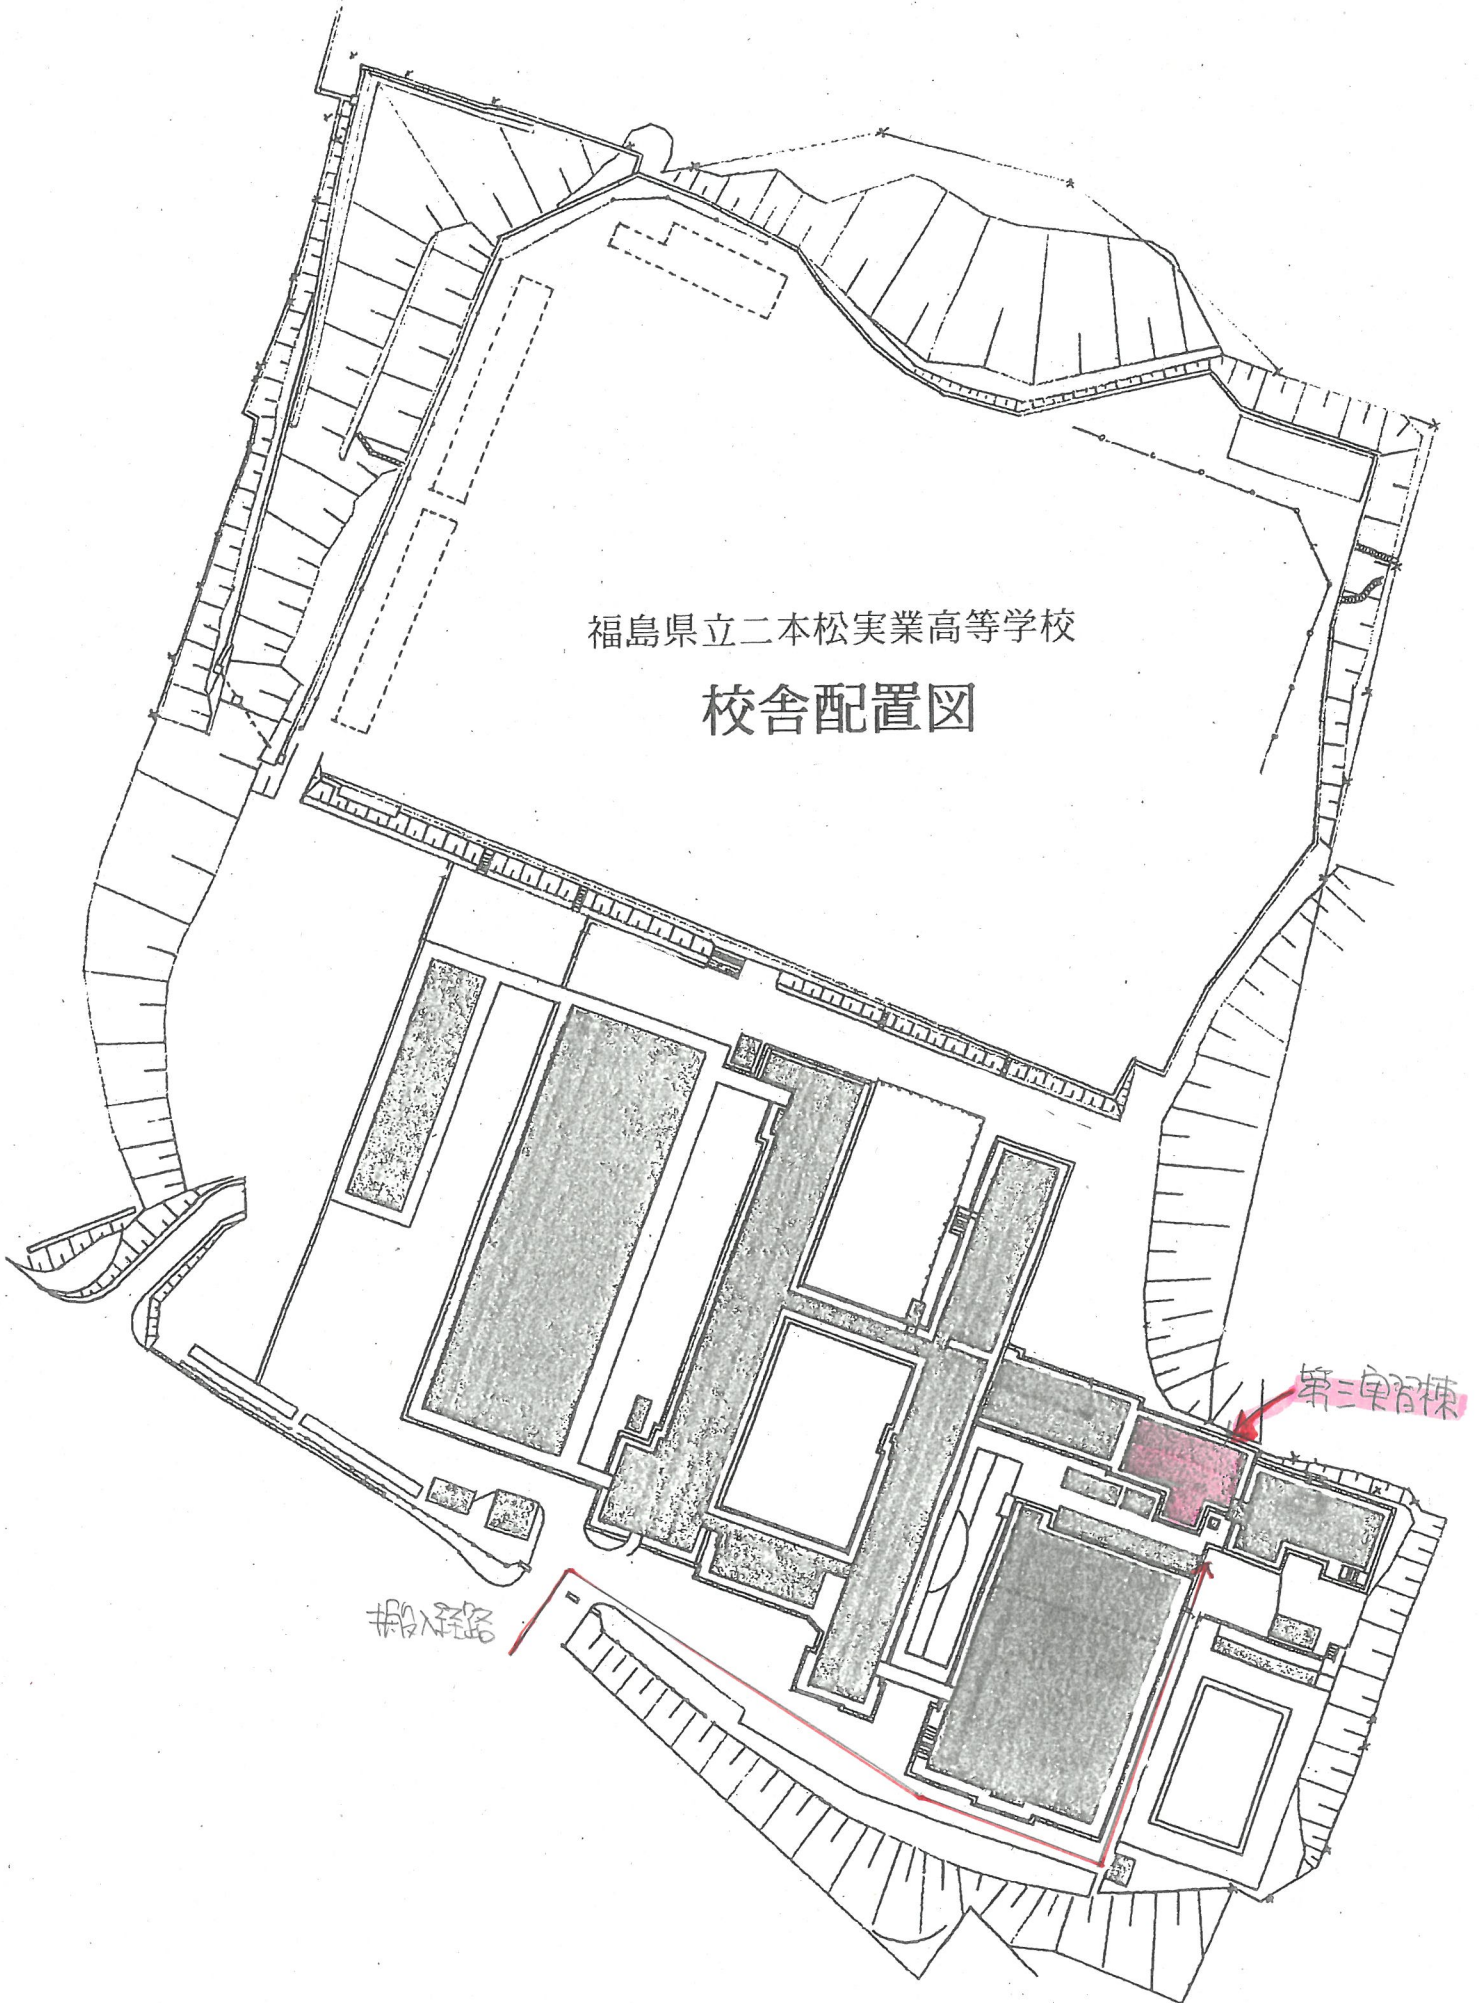 福島県立二本松実業高等学校
校舎配置図
第三実習棟
搬入経路